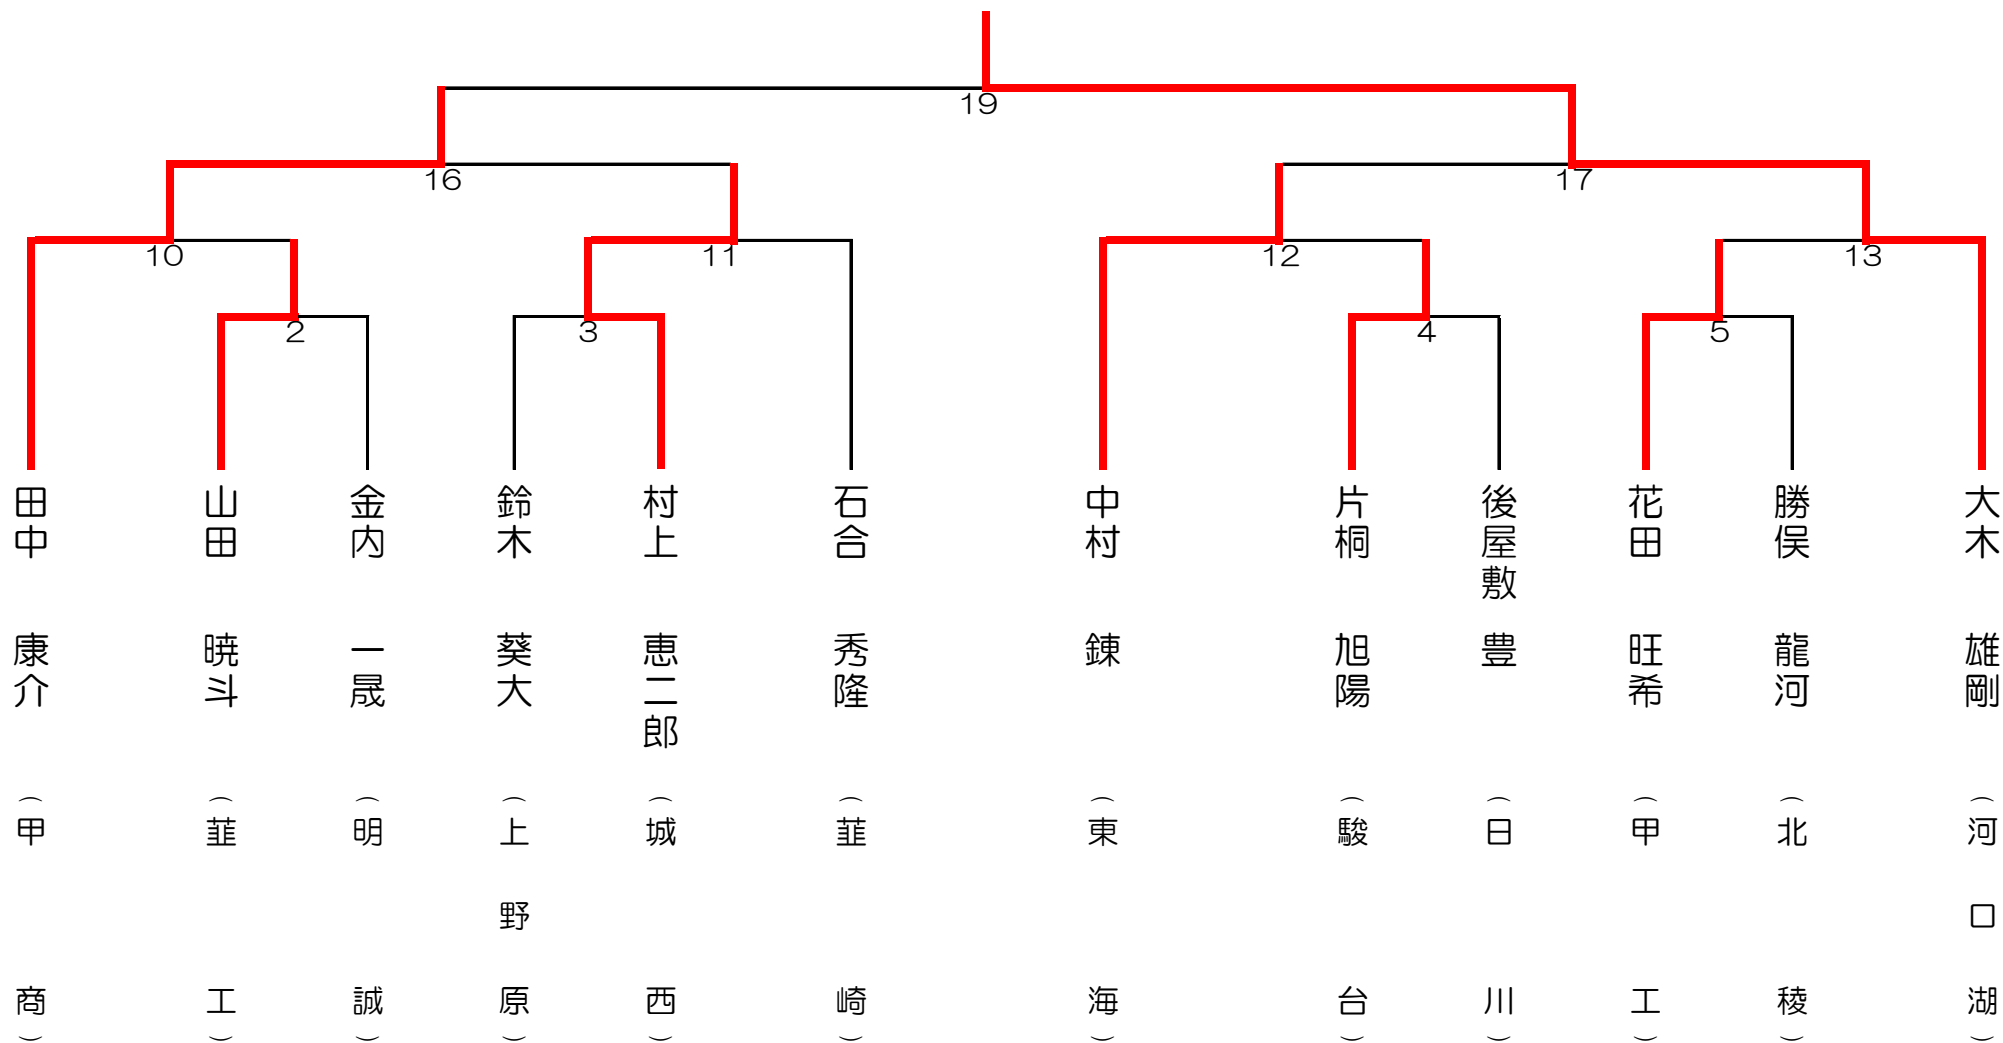 19
16
17
10
11
12
13
2
3
4
5
田中 康介 (甲商)
山田 暁斗 (韮工)
金内 一晟 (明誠)
鈴木 葵大 (上野原)
村上 恵二郎 (城西)
石合 秀隆 (韮崎)
中村 錬 (東海)
片桐 旭陽 (駿台)
後屋敷 豊 (日川)
花田 旺希 (甲工)
勝俣 龍河 (北稜)
大木 雄剛 (河口湖)